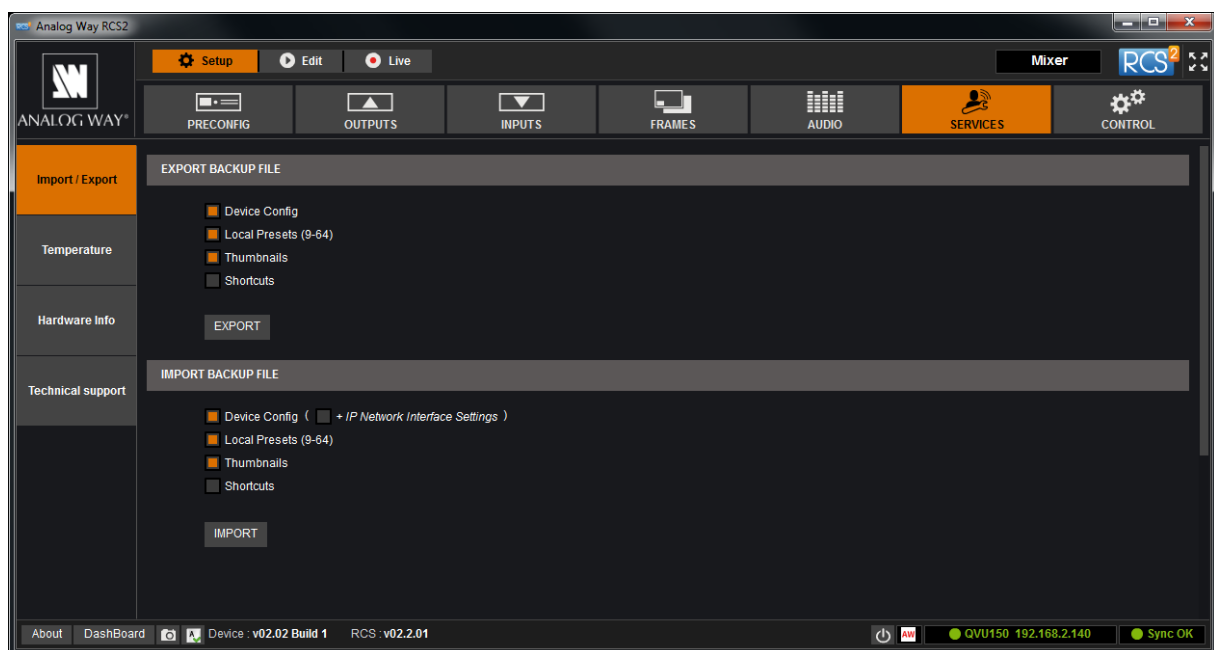 Analog Way RCS2
ANALOG WAY®
Setup Edit Live Mixer RCS²
PRECONFIG OUTPUTS INPUTS FRAMES AUDIO SERVICES CONTROL
Import / Export
Temperature
Hardware Info
Technical support
EXPORT BACKUP FILE
Device Config
Local Presets (9-64)
Thumbnails
Shortcuts
EXPORT
IMPORT BACKUP FILE
Device Config ( + IP Network Interface Settings )
Local Presets (9-64)
Thumbnails
Shortcuts
IMPORT
About DashBoard Device : v02.02 Build 1 RCS : v02.2.01 AW QVU150 192.168.2.140 Sync OK